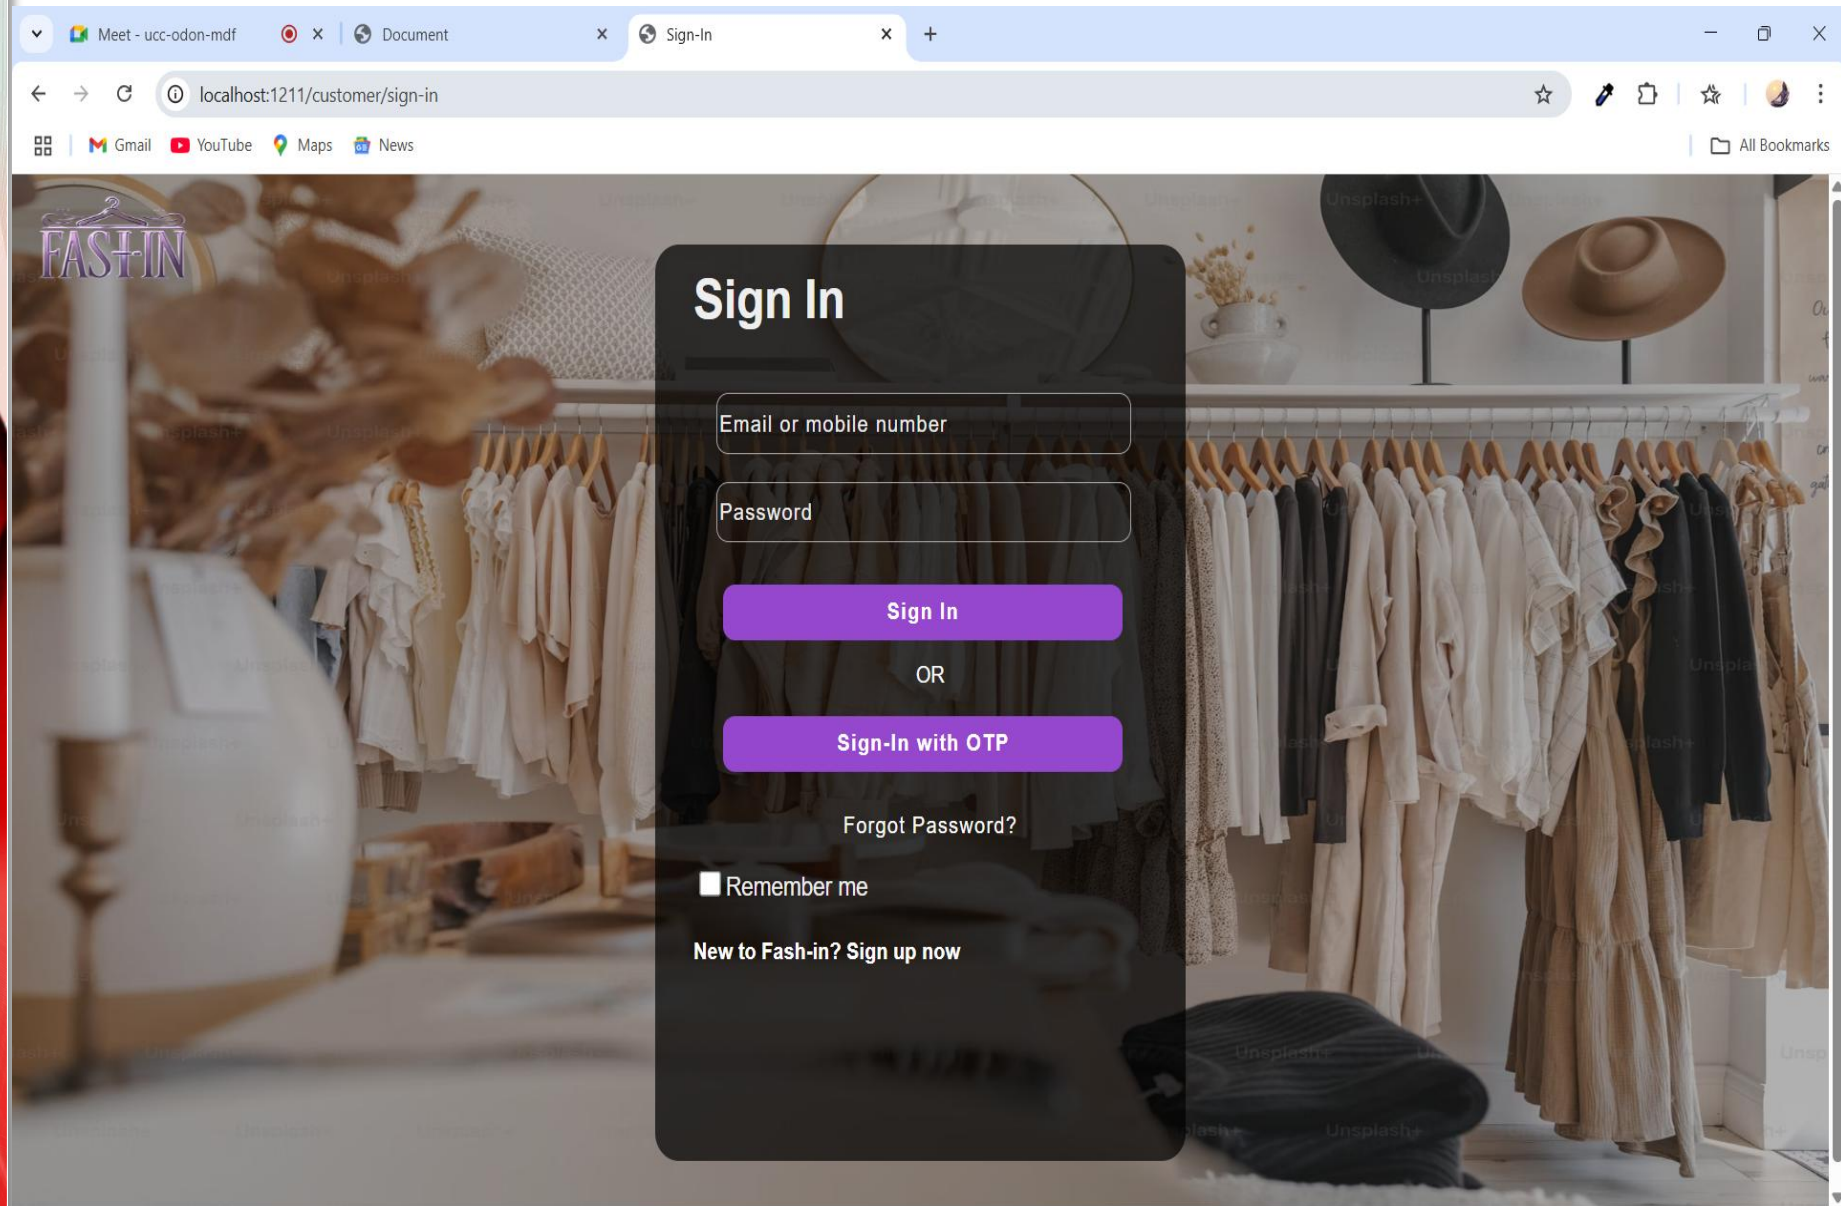 Meet - ucc-odon-mdf
Document
Sign-In
localhost:1211/customer/sign-in
Gmail
YouTube
Maps
News
All Bookmarks
FASH-IN
Sign In
Email or mobile number
Password
Sign In
OR
Sign-In with OTP
Forgot Password?
Remember me
New to Fash-in? Sign up now
Unsplash+